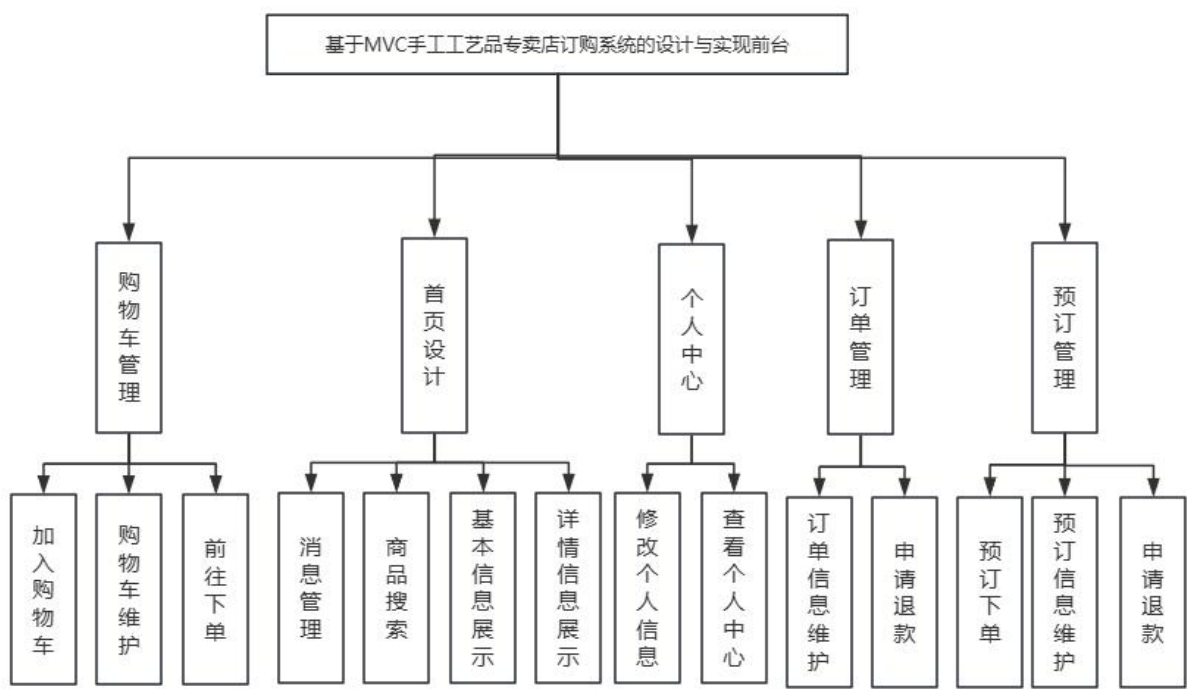 基于MVC手工工艺品专卖店订购系统的设计与实现前台
购物车管理
首页设计
个人中心
订单管理
预订管理
加入购物车
购物车维护
前往下单
消息管理
商品搜索
基本信息展示
详情信息展示
修改个人信息
查看个人中心
订单信息维护
申请退款
预订下单
预订信息维护
申请退款